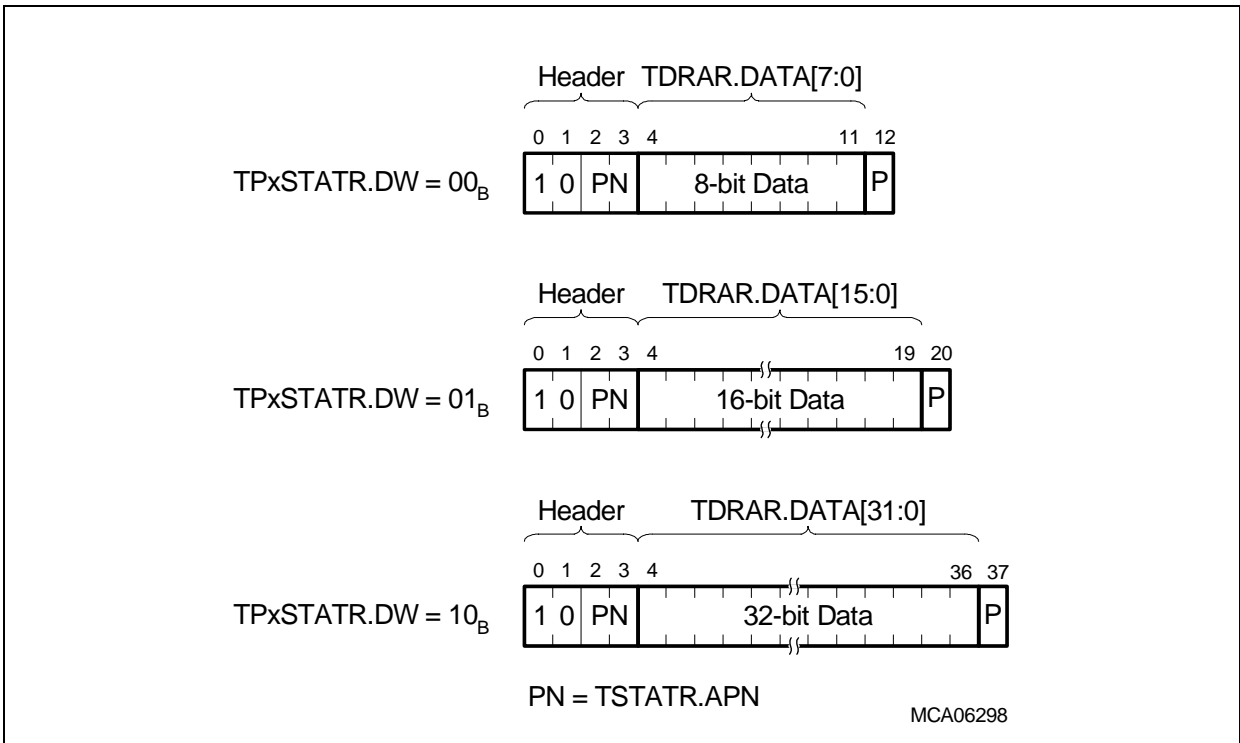 Header TDRAR.DATA[7:0]
0 1 2 3 4 11 12
TPxSTATR.DW = 00B 1 0 PN 8-bit Data P
Header TDRAR.DATA[15:0]
0 1 2 3 4 19 20
TPxSTATR.DW = 01B 1 0 PN 16-bit Data P
Header TDRAR.DATA[31:0]
0 1 2 3 4 36 37
TPxSTATR.DW = 10B 1 0 PN 32-bit Data P
PN = TSTATR.APN
MCA06298